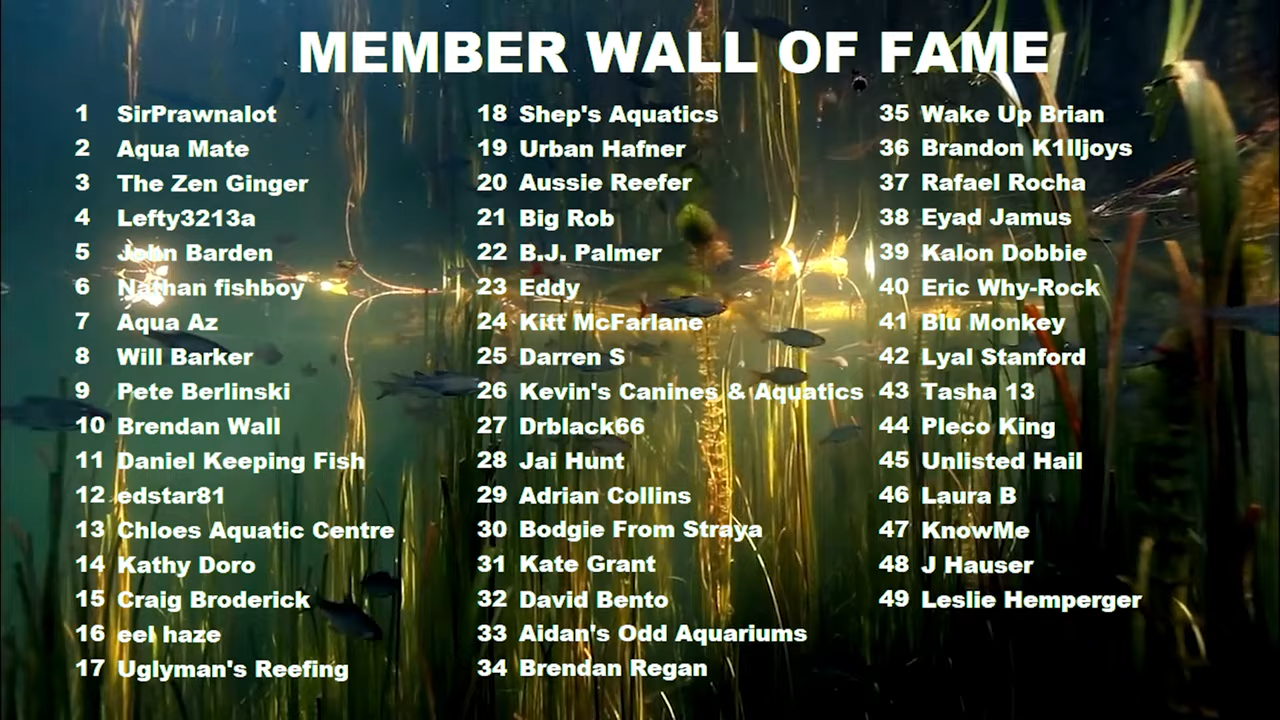 MEMBER WALL OF FAME
1 SirPrawnalot
2 Aqua Mate
3 The Zen Ginger
4 Lefty3213a
5 John Barden
6 Nathan fishboy
7 Aqua Az
8 Will Barker
9 Pete Berlinski
10 Brendan Wall
11 Daniel Keeping Fish
12 edstar81
13 Chloes Aquatic Centre
14 Kathy Doro
15 Craig Broderick
16 eel haze
17 Uglyman's Reefing
18 Shep's Aquatics
19 Urban Hafner
20 Aussie Reefer
21 Big Rob
22 B.J. Palmer
23 Eddy
24 Kitt McFarlane
25 Darren S
26 Kevin's Canines & Aquatics
27 Drblack66
28 Jai Hunt
29 Adrian Collins
30 Bodgie From Straya
31 Kate Grant
32 David Bento
33 Aidan's Odd Aquariums
34 Brendan Regan
35 Wake Up Brian
36 Brandon K1lljoys
37 Rafael Rocha
38 Eyad Jamus
39 Kalon Dobbie
40 Eric Why-Rock
41 Blu Monkey
42 Lyal Stanford
43 Tasha 13
44 Pleco King
45 Unlisted Hail
46 Laura B
47 KnowMe
48 J Hauser
49 Leslie Hemperger